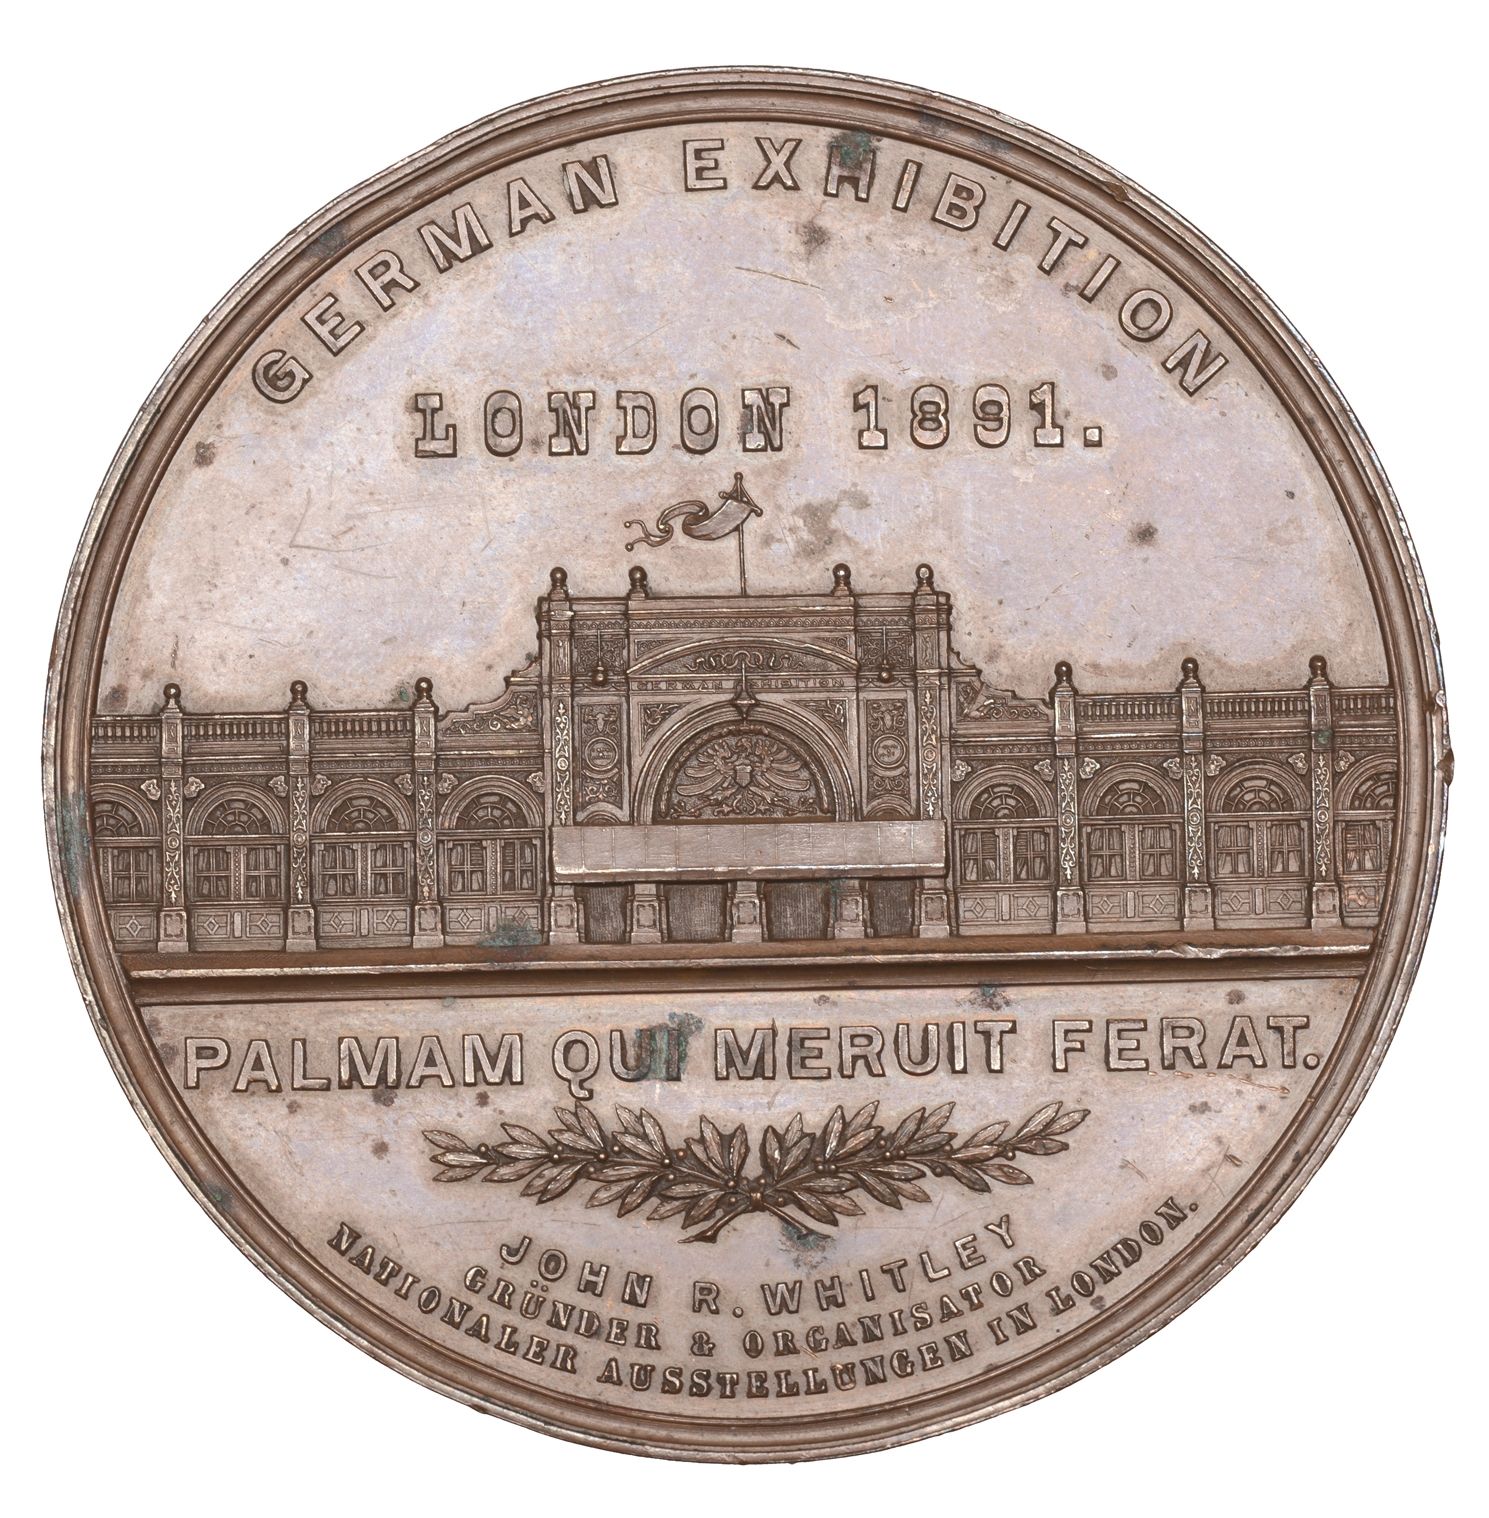 GERMAN EXHIBITION
LONDON 1891.
GERMAN EXHIBITION
PALMAM QUI MERUIT FERAT.
JOHN R. WHITLEY
GRÜNDER & ORGANISATOR
NATIONALER AUSSTELLUNGEN IN LONDON.